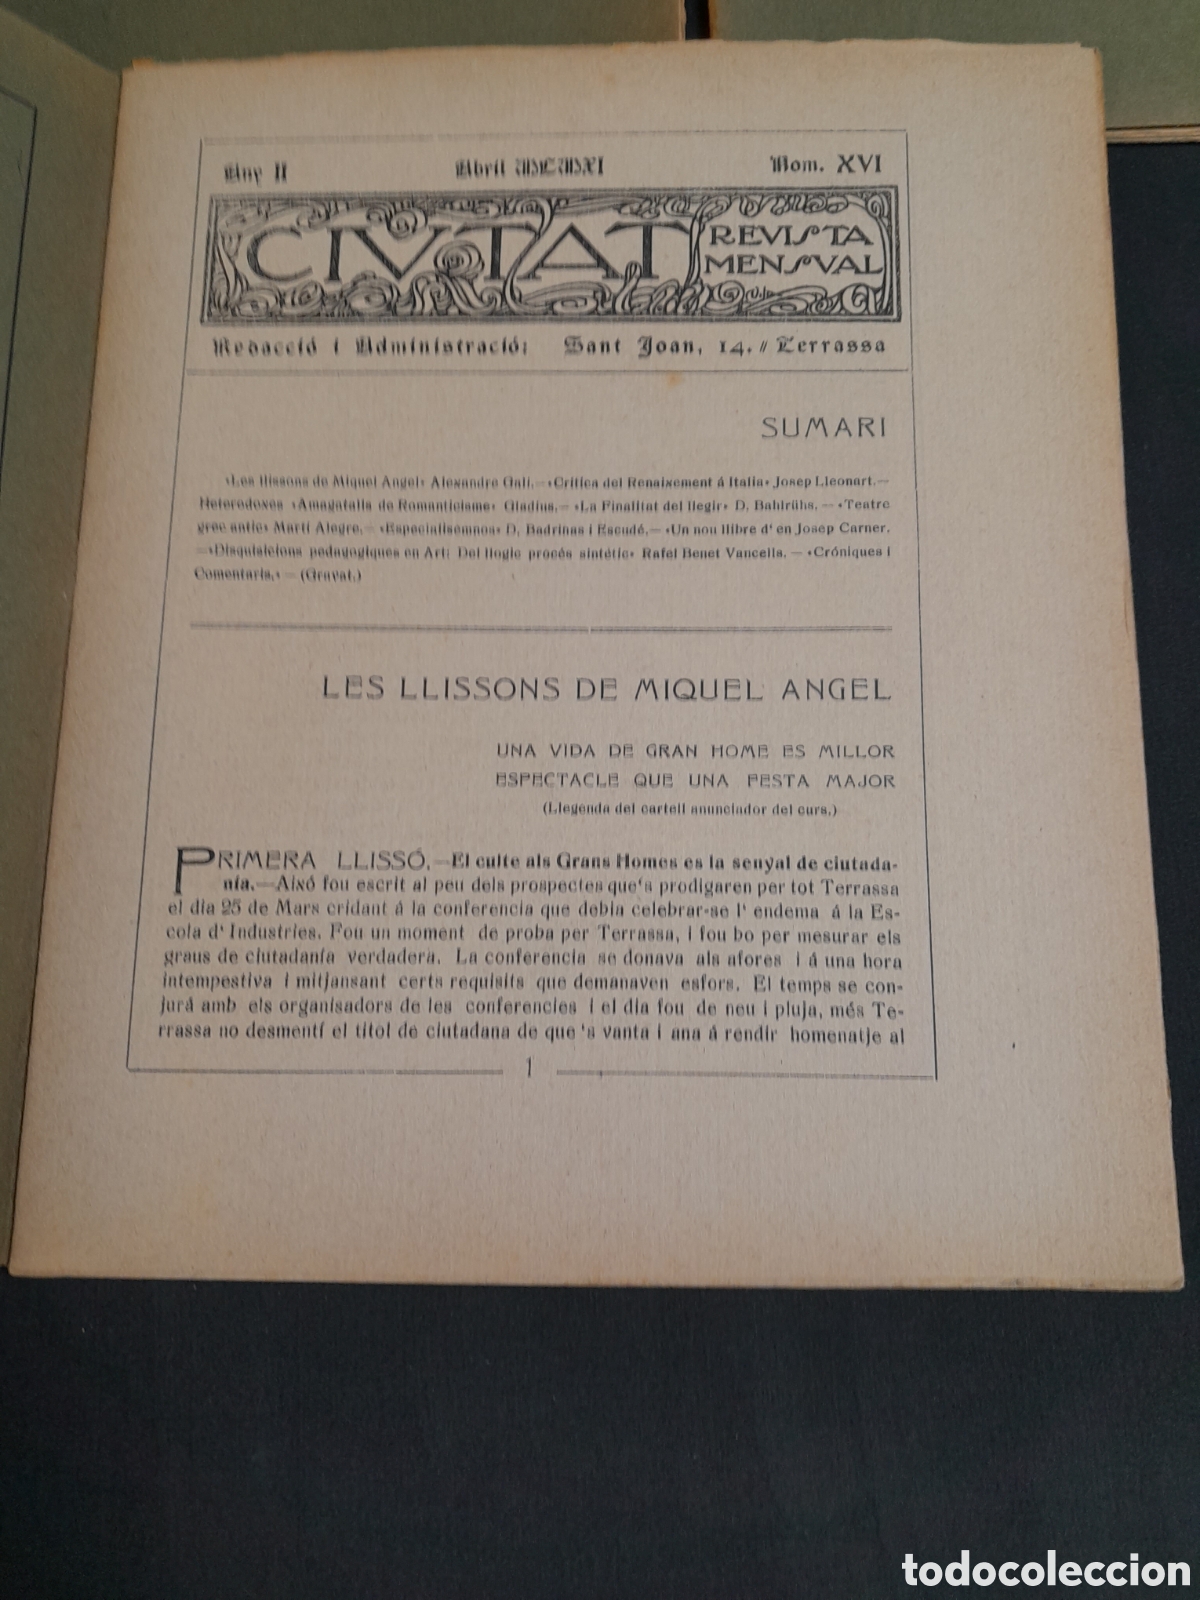 Any II Abril MCMXI Nom. XVI
CIVTAT REVISTA
MENSVAL
Redacció i Administració: Sant Joan, 14. // Terrassa
SUMARI
«Les llissons de Miquel Angel» Alexandre Galí.—«Crítica del Renaixement á Italia» Josep Lleonart.—
Heterodoxes «Amagatalls de Romanticisme» Gladius.—«La Finalitat del llegir» D. Bahlrühs.—«Teatre
grec antic» Martí Alegre.—«Especialisemnos» D. Badrinas i Escudé.—«Un nou llibre d' en Josep Carner.
—«Disquisicions pedagogiques en Art: Del llogic procés sintétic» Rafel Benet Vancells.—«Cróniques i
Comentaris.»—(Gravat.)
LES LLISSONS DE MIQUEL ANGEL
UNA VIDA DE GRAN HOME ES MILLOR
ESPECTACLE QUE UNA FESTA MAJOR
(Llegenda del cartell anunciador del curs.)
PRIMERA LLISSÓ.—El culte als Grans Homes es la senyal de ciutada-
nía.—Aixó fou escrit al peu dels prospectes que's prodigaren per tot Terrassa
el dia 25 de Mars cridant á la conferencia que debia celebrar-se l' endema á la Es-
cola d' Industries. Fou un moment de proba per Terrassa, i fou bo per mesurar els
graus de ciutadanía verdadera. La conferencia se donava als afores i á una hora
intempestiva i mitjansant certs requisits que demanaven esfors. El temps se con-
jurá amb els organisadors de les conferencies i el dia fou de neu i pluja, més Te-
rrassa no desmentí el titol de ciutadana de que 's vanta i ana á rendir homenatje al
1
todocoleccion